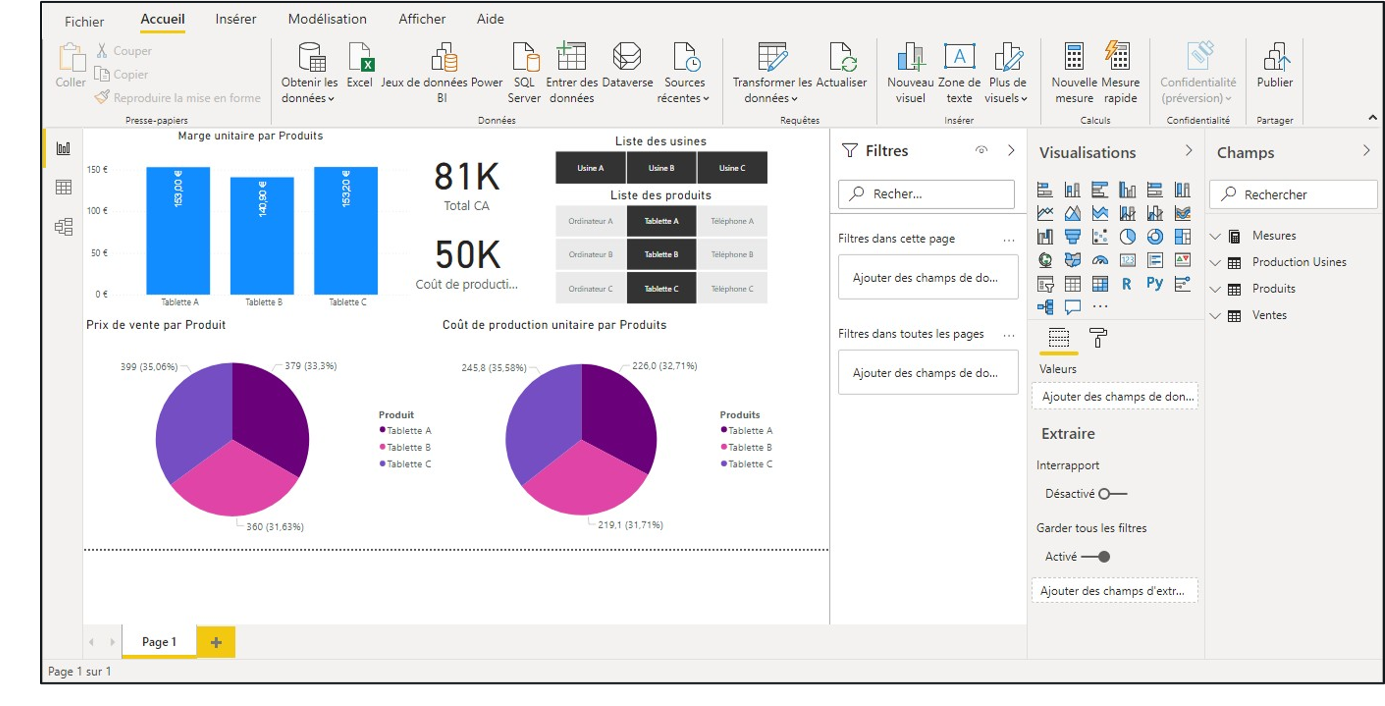 Fichier Accueil Insérer Modélisation Afficher Aide
Coller
Couper
Copier
Reproduire la mise en forme
Presse-papiers
Obtenir les données
Excel
Jeux de données Power BI
SQL Server
Entrer des données
Dataverse
Sources récentes
Données
Transformer les données
Actualiser
Requêtes
Nouveau visuel
Zone de texte
Plus de visuels
Insérer
Nouvelle mesure
Mesure rapide
Calculs
Confidentialité (préversion)
Confidentialité
Publier
Partager
Marge unitaire par Produits
150 €
100 €
50 €
0 €
153,00 €
140,90 €
153,20 €
Tablette A
Tablette B
Tablette C
81K
Total CA
50K
Coût de producti...
Liste des usines
Usine A Usine B Usine C
Liste des produits
Ordinateur A Tablette A Téléphone A
Ordinateur B Tablette B Téléphone B
Ordinateur C Tablette C Téléphone C
Prix de vente par Produit
399 (35,06%)
379 (33,3%)
360 (31,63%)
Produit
Tablette A
Tablette B
Tablette C
Coût de production unitaire par Produits
245,8 (35,58%)
226,0 (32,71%)
219,1 (31,71%)
Produits
Tablette A
Tablette B
Tablette C
Filtres
Recher...
Filtres dans cette page ...
Ajouter des champs de do...
Filtres dans toutes les pages ...
Ajouter des champs de do...
Visualisations
123
R
Py
...
Valeurs
Ajouter des champs de don...
Extraire
Interrapport
Désactivé
Garder tous les filtres
Activé
Ajouter des champs d'extr...
Champs
Rechercher
Mesures
Production Usines
Produits
Ventes
Page 1
+
Page 1 sur 1